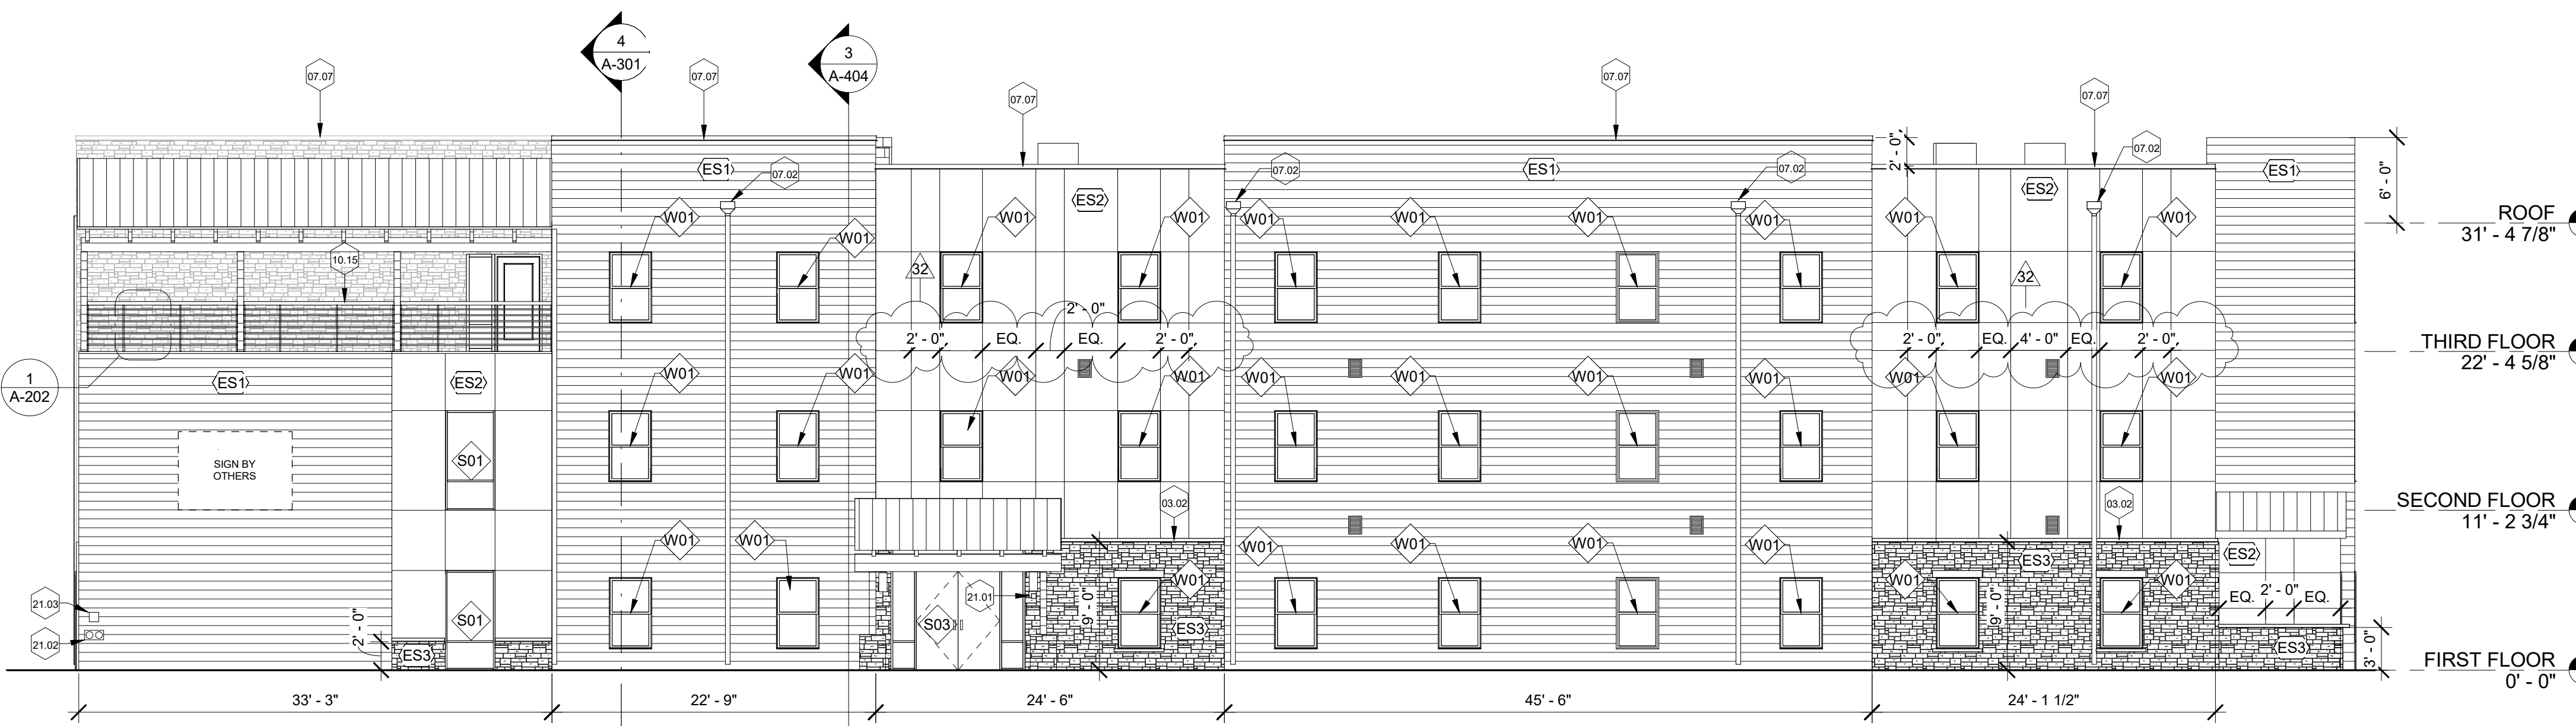 4
A-301
3
A-404
07.07
07.07
07.07
07.07
07.07
ES1
07.02
ES2
07.02
ES1
07.02
2' - 0"
ES2
07.02
ES1
6' - 0"
W01
W01
W01
W01
W01
W01
W01
W01
W01
W01
ROOF
31' - 4 7/8"
10.15
32
32
2' - 0"
2' - 0"
EQ.
EQ.
2' - 0"
2' - 0"
EQ.
4' - 0"
EQ.
2' - 0"
THIRD FLOOR
22' - 4 5/8"
1
A-202
ES1
ES2
W01
W01
W01
W01
W01
W01
W01
W01
W01
W01
SIGN BY
OTHERS
S01
03.02
03.02
SECOND FLOOR
11' - 2 3/4"
W01
W01
W01
W01
W01
W01
ES3
ES2
W01
W01
W01
21.03
21.01
9' - 0"
9' - 0"
EQ.
2' - 0"
EQ.
21.02
2' - 0"
S01
S03
ES3
ES3
ES3
3' - 0"
FIRST FLOOR
0' - 0"
33' - 3"
22' - 9"
24' - 6"
45' - 6"
24' - 1 1/2"